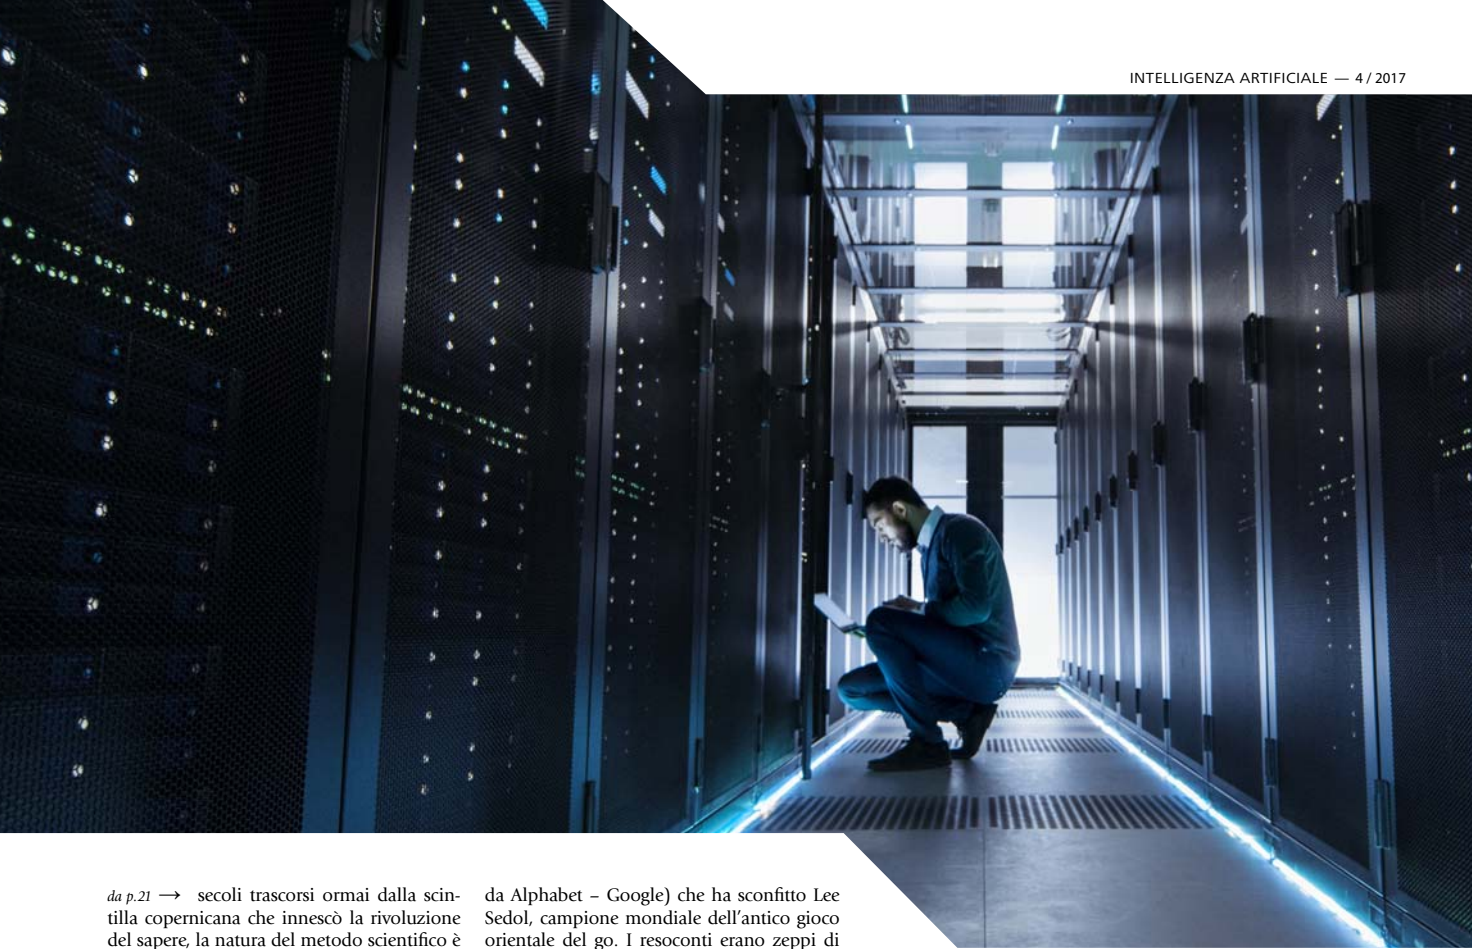 INTELLIGENZA ARTIFICIALE — 4 / 2017
da p.21 → secoli trascorsi ormai dalla scin-
tilla copernicana che innescò la rivoluzione
del sapere, la natura del metodo scientifico è
da Alphabet – Google) che ha sconfitto Lee
Sedol, campione mondiale dell’antico gioco
orientale del go. I resoconti erano zeppi di